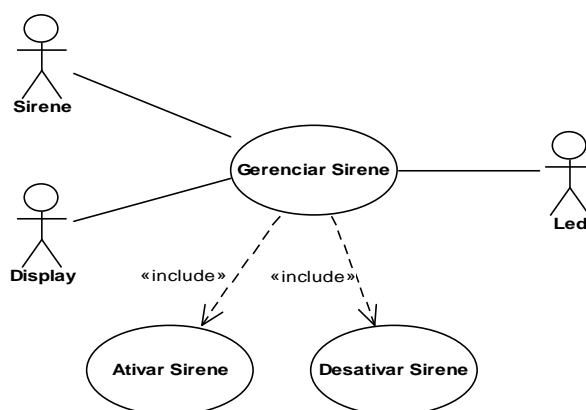 Sirene
Gerenciar Sirene
Display
Led
«include»
«include»
Ativar Sirene
Desativar Sirene